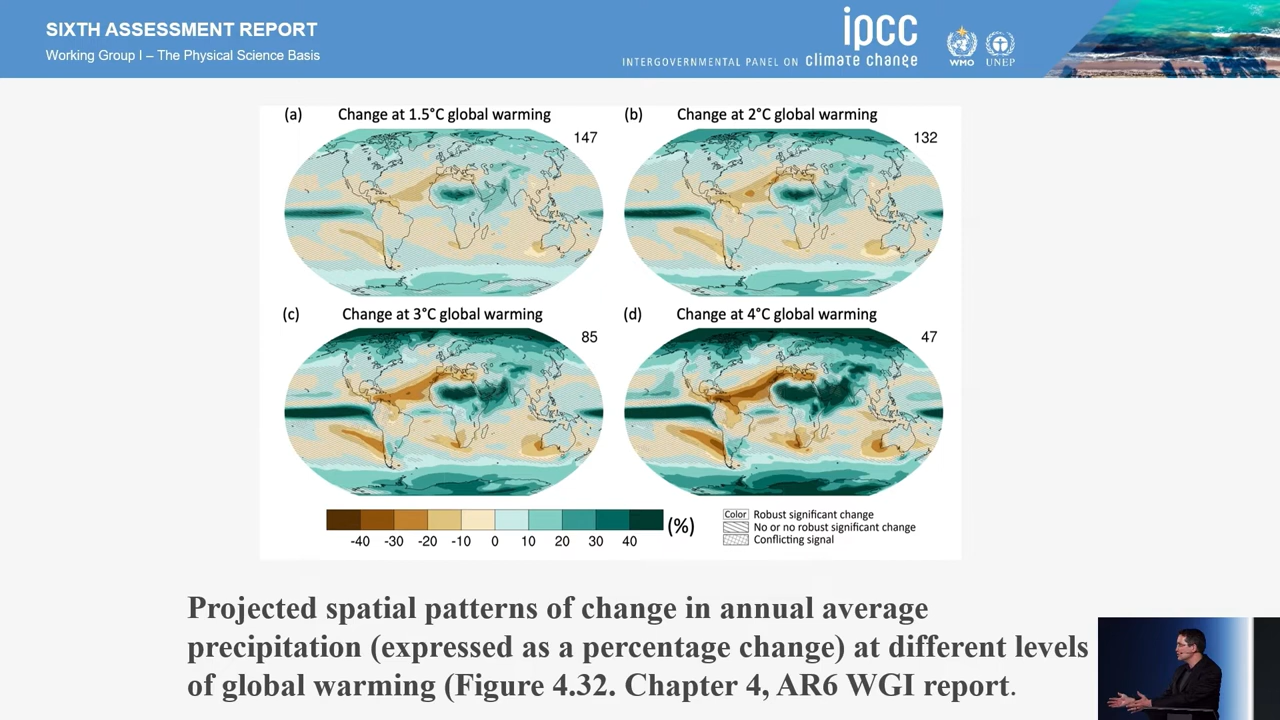 SIXTH ASSESSMENT REPORT
Working Group I – The Physical Science Basis
ipcc
INTERGOVERNMENTAL PANEL ON climate change
WMO
UNEP
(a) Change at 1.5°C global warming
147
(b) Change at 2°C global warming
132
(c) Change at 3°C global warming
85
(d) Change at 4°C global warming
47
-40 -30 -20 -10 0 10 20 30 40
(%)
Color Robust significant change
No or no robust significant change
Conflicting signal
Projected spatial patterns of change in annual average
precipitation (expressed as a percentage change) at different levels
of global warming (Figure 4.32. Chapter 4, AR6 WGI report.